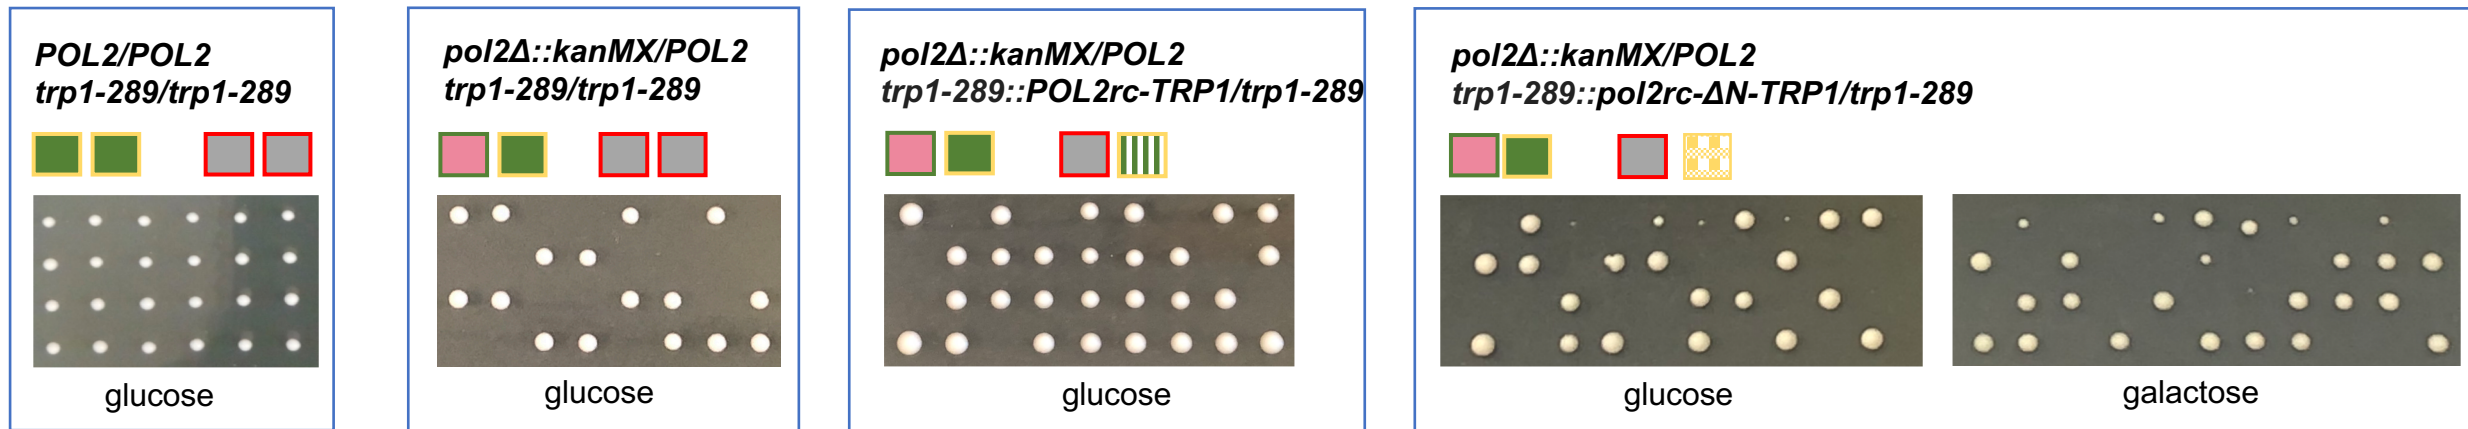 POL2/POL2
trp1-289/trp1-289
glucose
pol2Δ::kanMX/POL2
trp1-289/trp1-289
glucose
pol2Δ::kanMX/POL2
trp1-289::POL2rc-TRP1/trp1-289
glucose
pol2Δ::kanMX/POL2
trp1-289::pol2rc-ΔN-TRP1/trp1-289
glucose
galactose